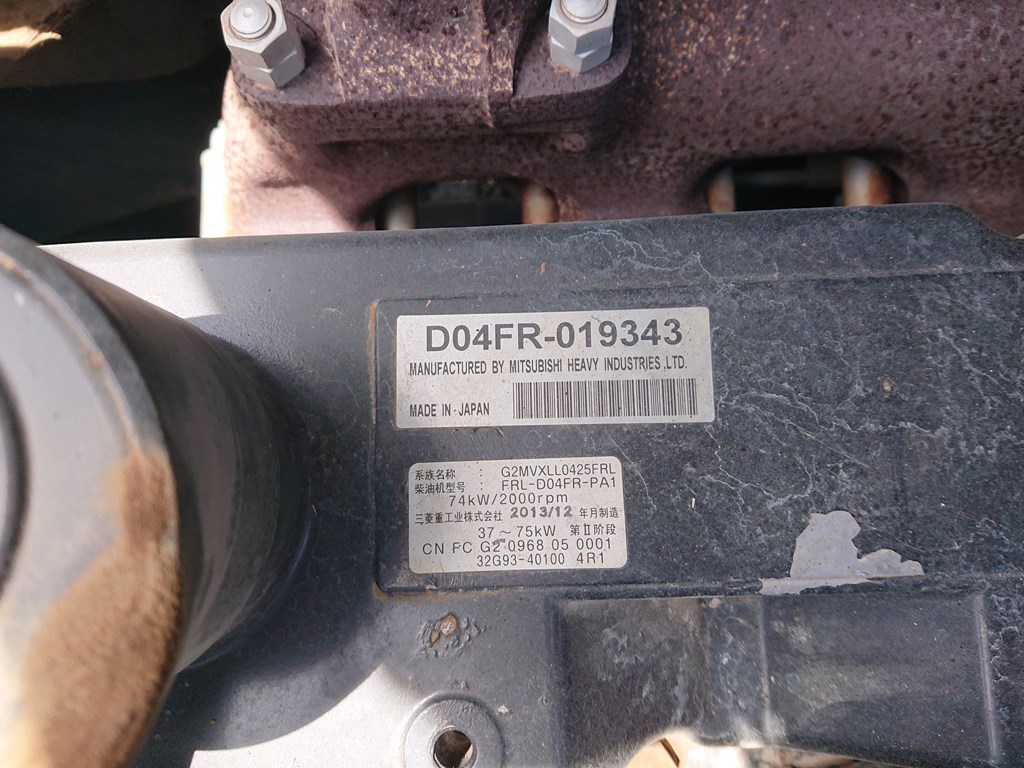 D04FR-019343
MANUFACTURED BY MITSUBISHI HEAVY INDUSTRIES,LTD.
MADE IN JAPAN
系族名称 : G2MVXLL0425FRL
柴油机型号 : FRL-D04FR-PA1
74kW/2000rpm
三菱重工业株式会社 2013/12 年月制造
37～75kW 第Ⅱ阶段
CN FC G2 0968 05 0001
32G93-40100 4R1